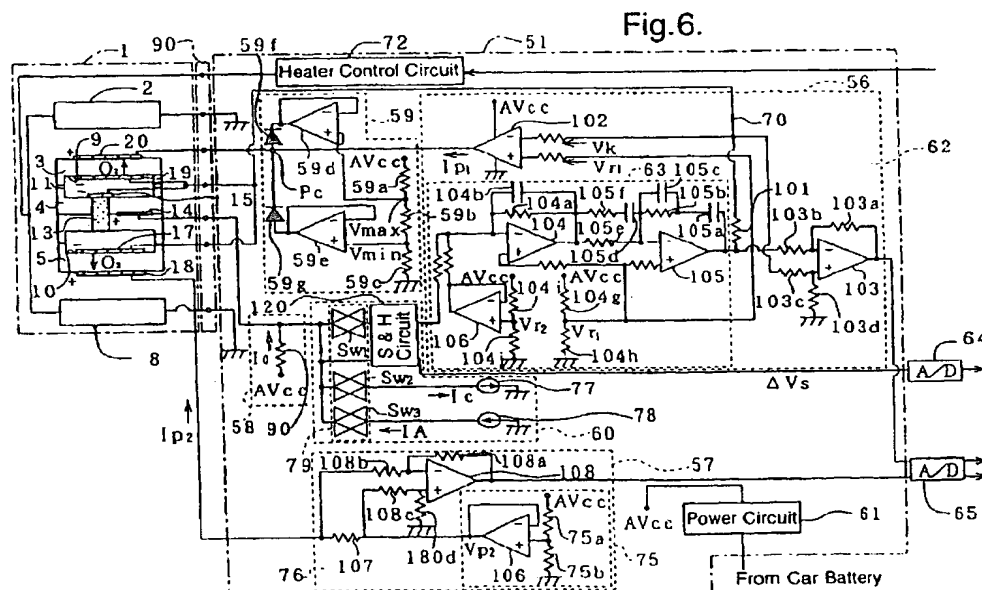 Fig.6.
1
90
59f
72
51
Heater Control Circuit
56
2
59
AVcc
102
70
62
9
20
59d
Ip1
Vk
Vr1
3
O2
19
Pc
AVcc
63
105c
11
59a
104b
105f
105b
101
103a
4
15
59b
104a
103b
14
13
Vmax
104
105e
105a
17
Vmin
105d
5
O2
59e
AVcc
AVcc
105
103
10
18
59g
59c
104i
104g
103c
103d
120
106
Vr2
Vr1
8
Sw1
S & H Circuit
104j
104h
64
I0
A/D
AVcc
Sw2
77
ΔVs
Ic
Ip2
58
90
Sw3
78
IA
60
79
108b
108a
108
57
A/D
108c
AVcc
65
AVcc
Power Circuit
61
Vp2
75a
76
107
180d
106
75b
75
From Car Battery